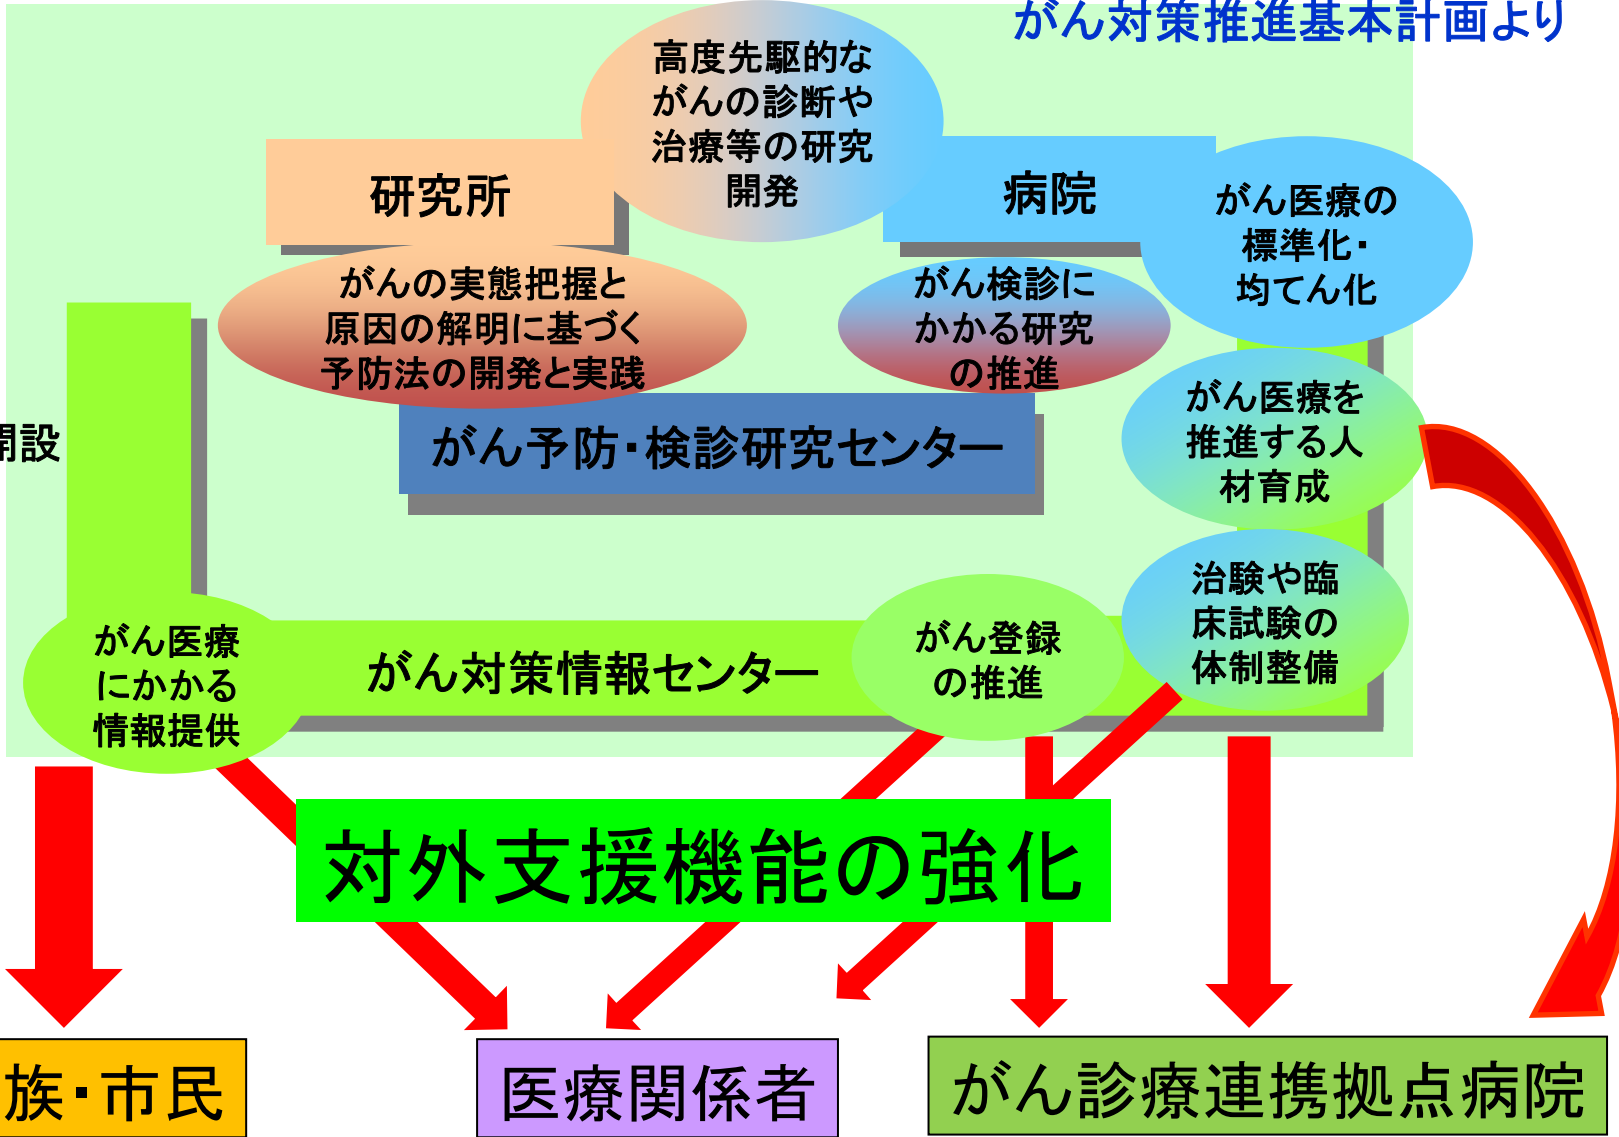 がん対策推進基本計画より
高度先駆的な
がんの診断や
治療等の研究
開発
研究所
病院
がん医療の
標準化・
均てん化
がんの実態把握と
原因の解明に基づく
予防法の開発と実践
がん検診に
かかる研究
の推進
がん医療を
推進する人
材育成
開設
がん予防・検診研究センター
治験や臨
床試験の
体制整備
がん登録
の推進
がん医療
にかかる
情報提供
がん対策情報センター
対外支援機能の強化
族・市民
医療関係者
がん診療連携拠点病院